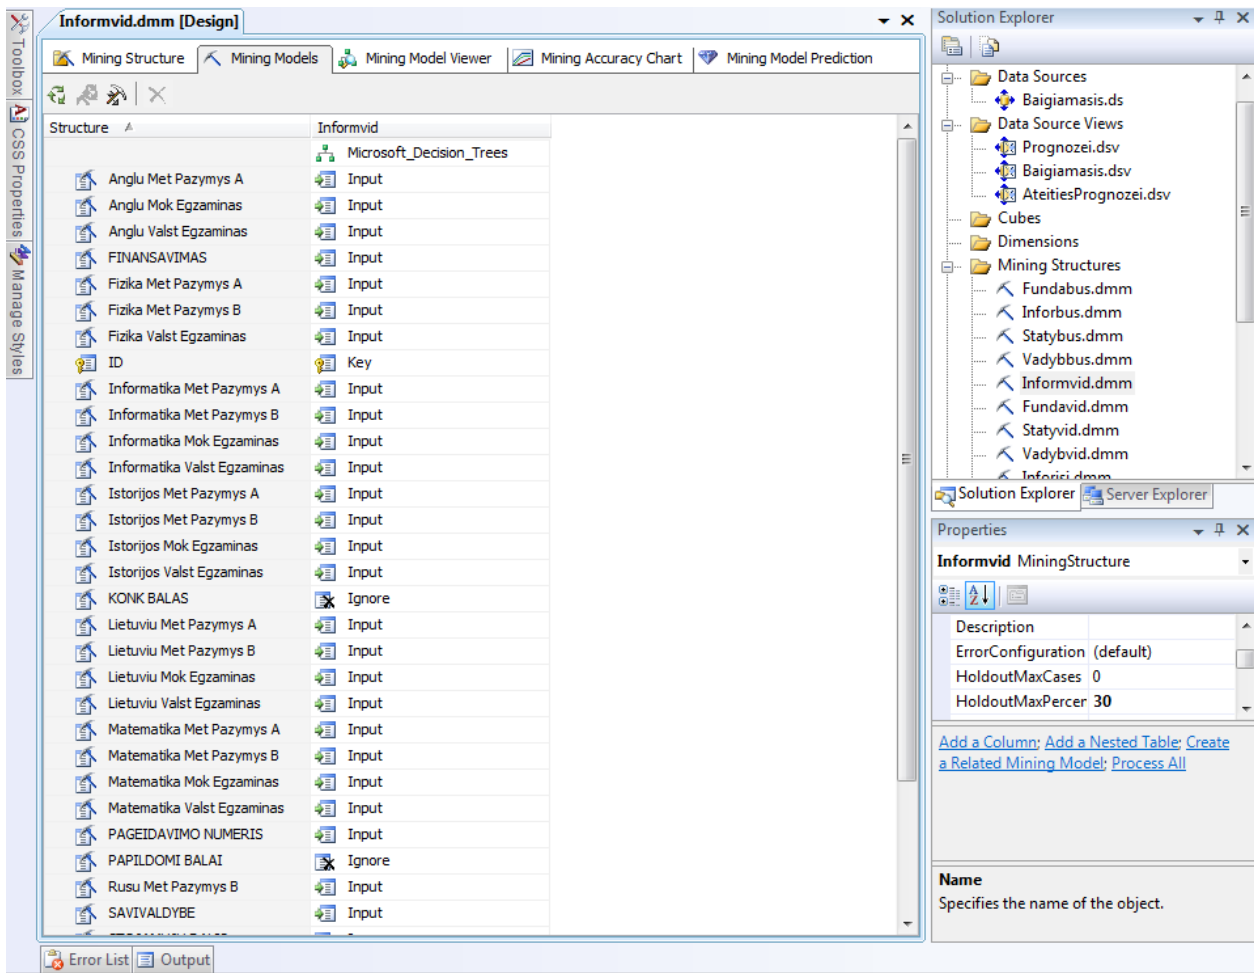 Toolbox
CSS Properties
Manage Styles
Informvid.dmm [Design]
Mining Structure Mining Models Mining Model Viewer Mining Accuracy Chart Mining Model Prediction
Structure Informvid
Microsoft_Decision_Trees
Anglu Met Pazymys A Input
Anglu Mok Egzaminas Input
Anglu Valst Egzaminas Input
FINANSAVIMAS Input
Fizika Met Pazymys A Input
Fizika Met Pazymys B Input
Fizika Valst Egzaminas Input
ID Key
Informatika Met Pazymys A Input
Informatika Met Pazymys B Input
Informatika Mok Egzaminas Input
Informatika Valst Egzaminas Input
Istorijos Met Pazymys A Input
Istorijos Met Pazymys B Input
Istorijos Mok Egzaminas Input
Istorijos Valst Egzaminas Input
KONK BALAS Ignore
Lietuviu Met Pazymys A Input
Lietuviu Met Pazymys B Input
Lietuviu Mok Egzaminas Input
Lietuviu Valst Egzaminas Input
Matematika Met Pazymys A Input
Matematika Met Pazymys B Input
Matematika Mok Egzaminas Input
Matematika Valst Egzaminas Input
PAGEIDAVIMO NUMERIS Input
PAPILDOMI BALAI Ignore
Rusu Met Pazymys B Input
SAVIVALDYBE Input
Error List Output
Solution Explorer
Data Sources
Baigiamasis.ds
Data Source Views
Prognozei.dsv
Baigiamasis.dsv
AteitiesPrognozei.dsv
Cubes
Dimensions
Mining Structures
Fundabus.dmm
Inforbus.dmm
Statybus.dmm
Vadybbus.dmm
Informvid.dmm
Fundavid.dmm
Statyvid.dmm
Vadybvid.dmm
Inforisi.dmm
Solution Explorer Server Explorer
Properties
Informvid MiningStructure
Description
ErrorConfiguration (default)
HoldoutMaxCases 0
HoldoutMaxPercer 30
Add a Column; Add a Nested Table; Create
a Related Mining Model; Process All
Name
Specifies the name of the object.